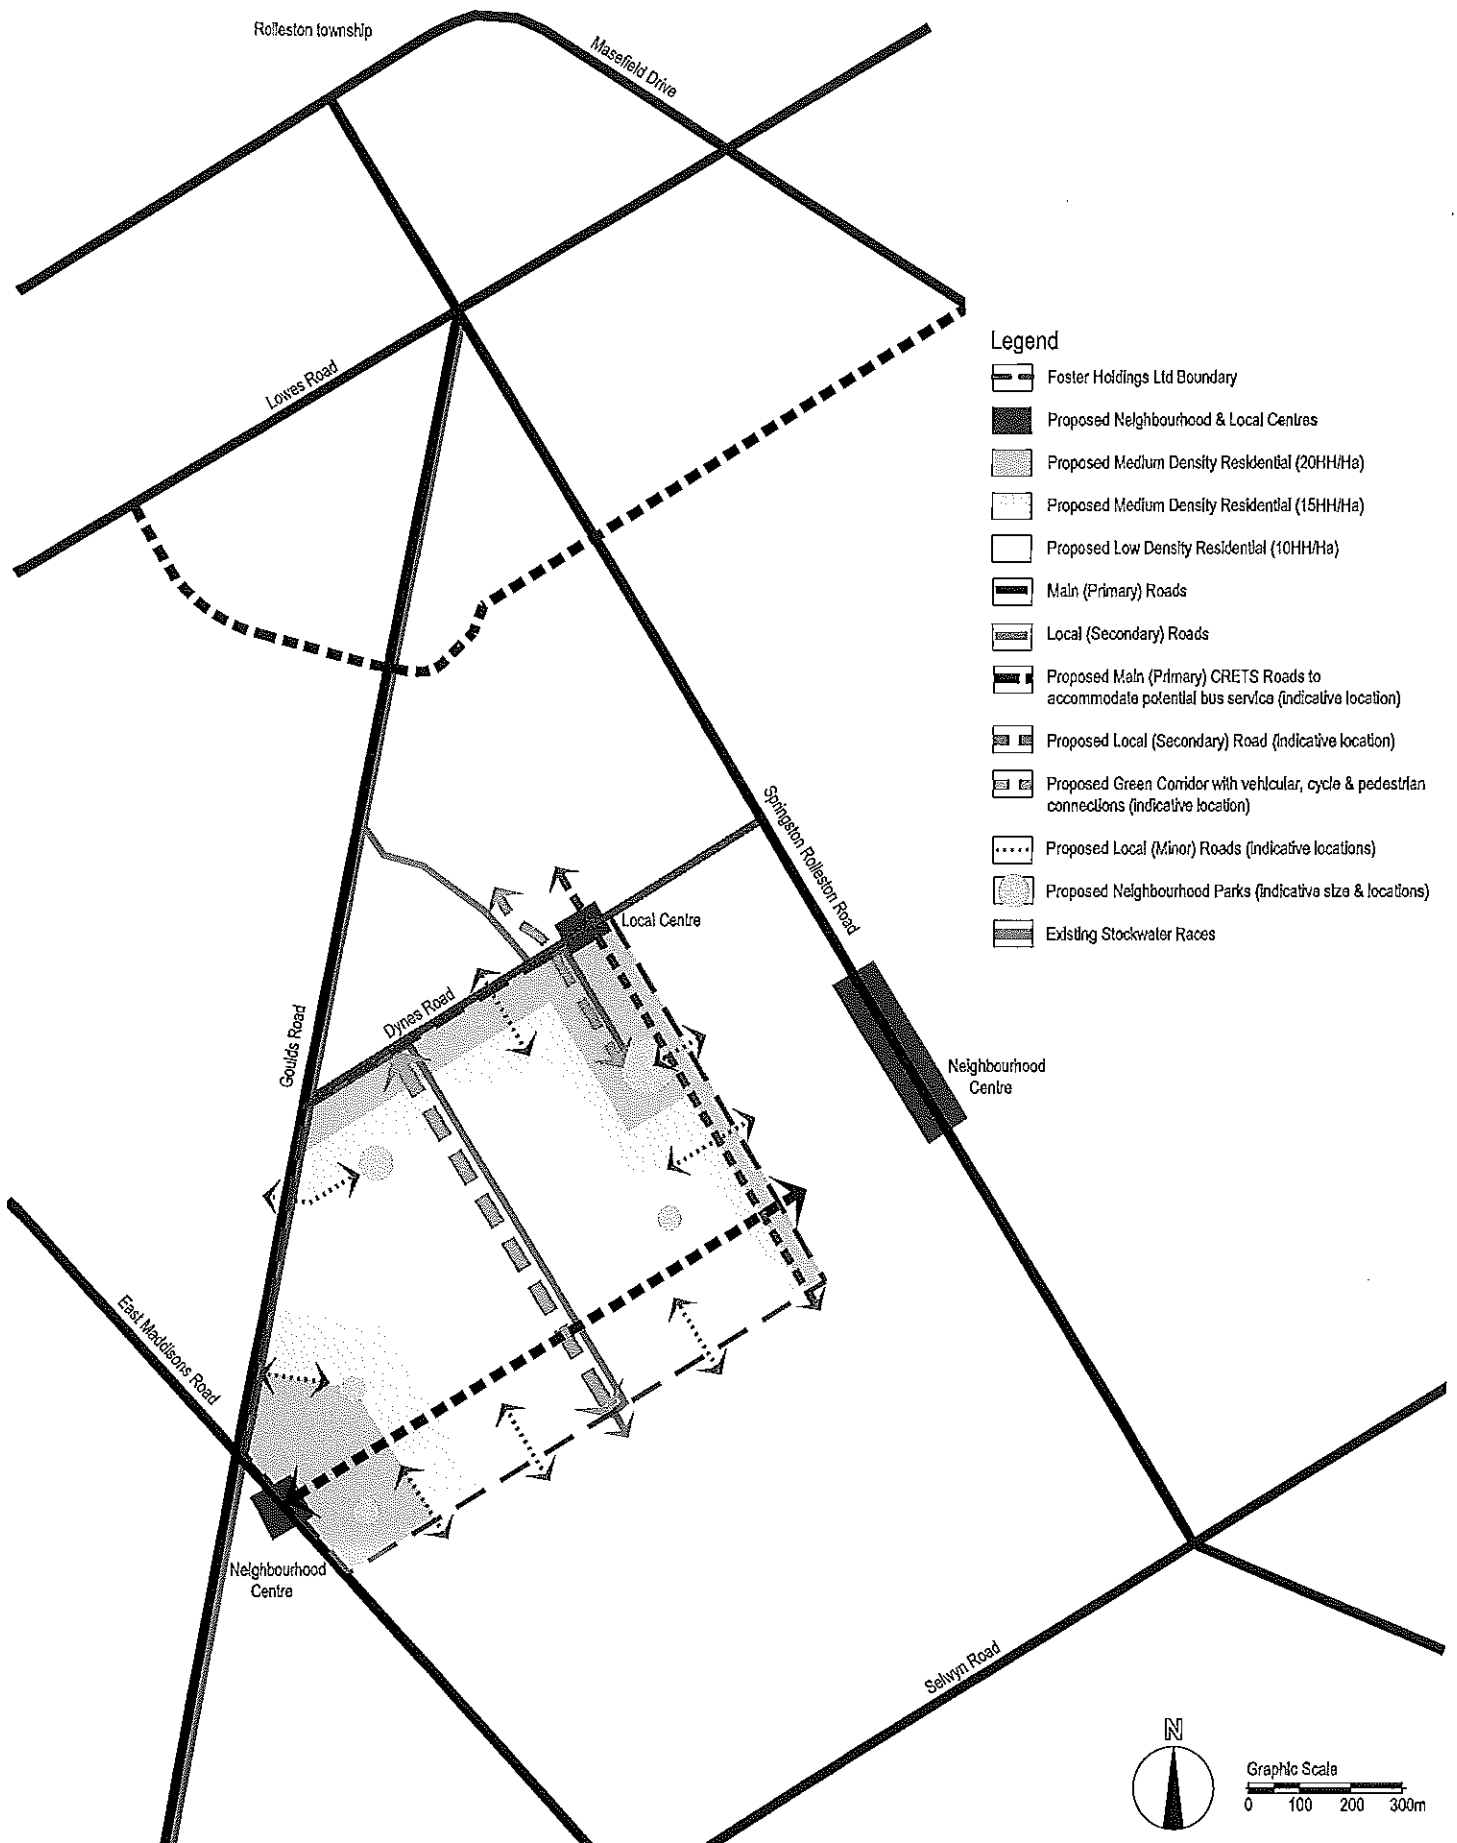 Rolleston township
Masefield Drive
Lowes Road
Legend
Foster Holdings Ltd Boundary
Proposed Neighbourhood & Local Centres
Proposed Medium Density Residential (20HH/Ha)
Proposed Medium Density Residential (15HH/Ha)
Proposed Low Density Residential (10HH/Ha)
Main (Primary) Roads
Local (Secondary) Roads
Proposed Main (Primary) CRETS Roads to
accommodate potential bus service (indicative location)
Proposed Local (Secondary) Road (indicative location)
Proposed Green Corridor with vehicular, cycle & pedestrian
connections (indicative location)
Proposed Local (Minor) Roads (indicative locations)
Proposed Neighbourhood Parks (indicative size & locations)
Existing Stockwater Races
Springston Rolleston Road
Local Centre
Dynes Road
Goulds Road
Neighbourhood
Centre
East Maddisons Road
Neighbourhood
Centre
Selwyn Road
N
Graphic Scale
0 100 200 300m